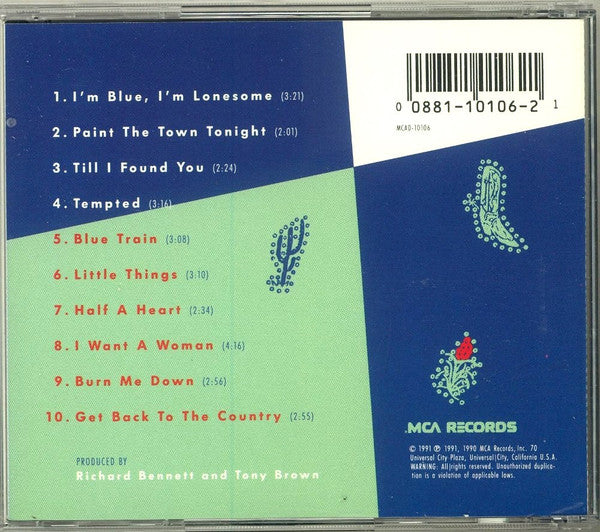 1. I'm Blue, I'm Lonesome (3:21)
2. Paint The Town Tonight (2:01)
3. Till I Found You (2:24)
4. Tempted (3:16)
5. Blue Train (3:08)
6. Little Things (3:10)
7. Half A Heart (2:34)
8. I Want A Woman (4:16)
9. Burn Me Down (2:56)
10. Get Back To The Country (2:55)
PRODUCED BY
Richard Bennett and Tony Brown
0 0881-10106-2 1
MCAD-10106
MCA RECORDS
© 1991 ℗ 1991, 1990 MCA Records, Inc. 70
Universal City Plaza, Universal City, California U.S.A.
WARNING: All rights reserved. Unauthorized duplica-
tion is a violation of applicable laws.